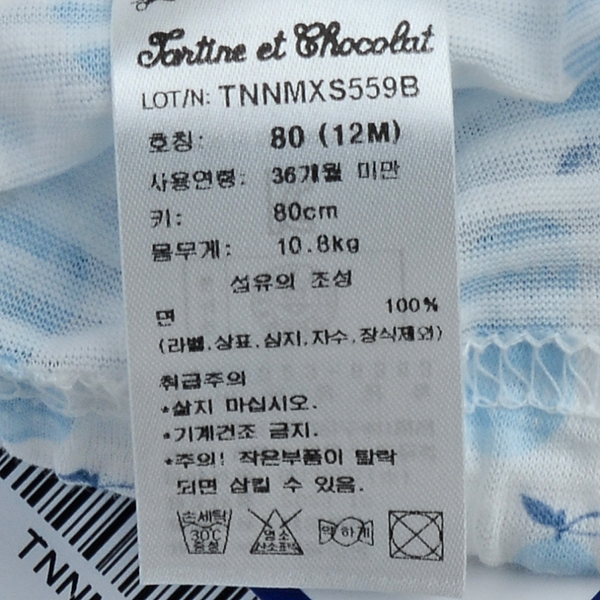 Tartine et Chocolat
LOT/N: TNNMXS559B
호칭: 80 (12M)
사용연령: 36개월 미만
키: 80cm
몸무게: 10.8kg
섬유의 조성
면 100%
(라벨,상표,심지,자수,장식제외)
취급주의
*삶지 마십시오.
*기계건조 금지.
*주의! 작은부품이 탈락
되면 삼킬 수 있음.
손세탁 30℃ 중성
염소 산소표백
약하게
TNN